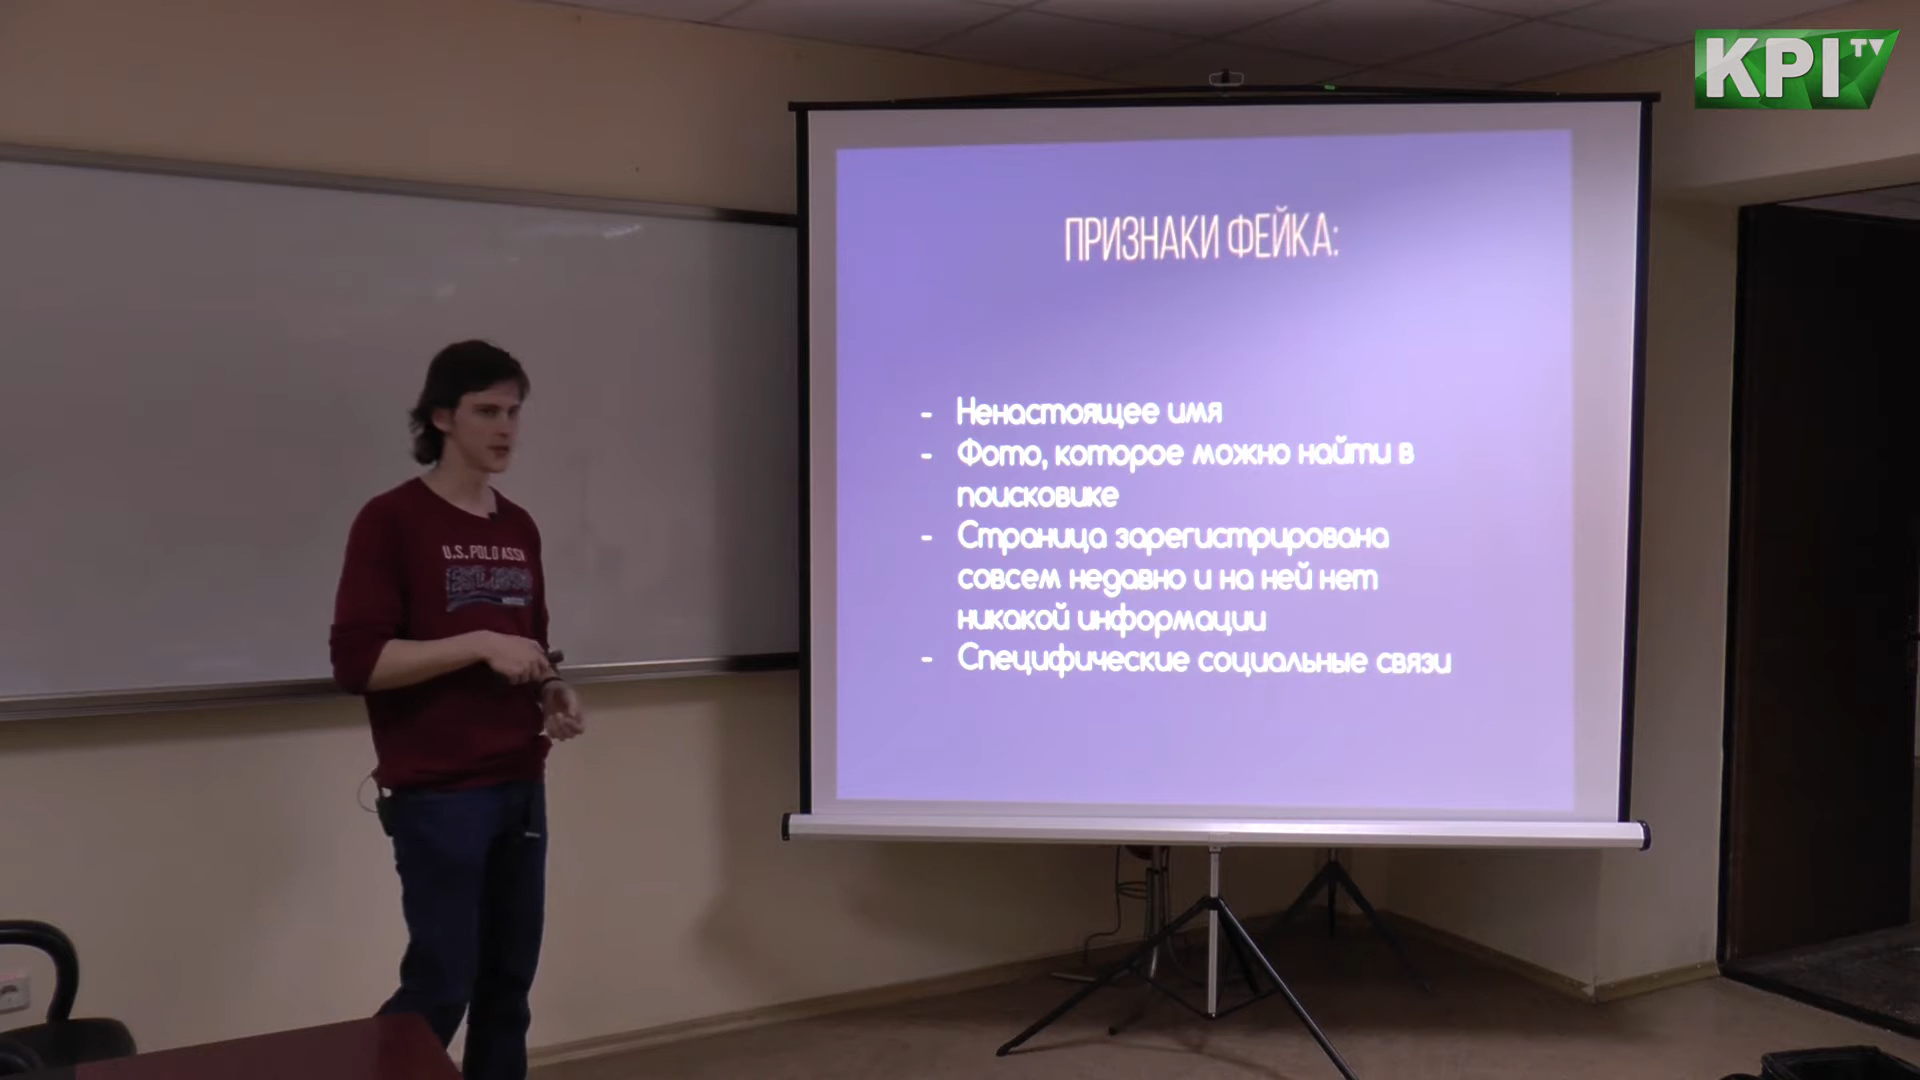 KPI TV
ПРИЗНАКИ ФЕЙКА:
- Ненастоящее имя
- Фото, которое можно найти в
поисковике
- Страница зарегистрирована
совсем недавно и на ней нет
никакой информации
- Специфические социальные связи
U.S. POLO ASSN